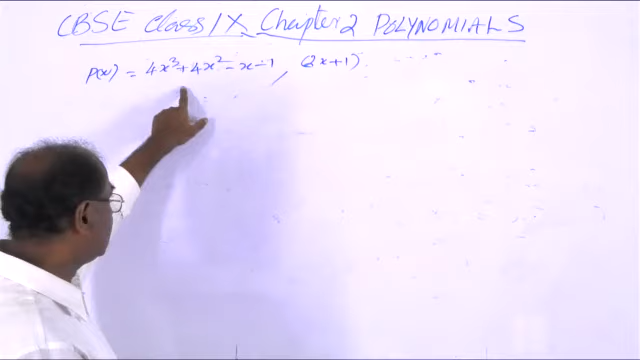 CBSE Class IX Chapter 2 POLYNOMIALS
P(x) = 4x³ + 4x² - x - 1 , (2x+1)